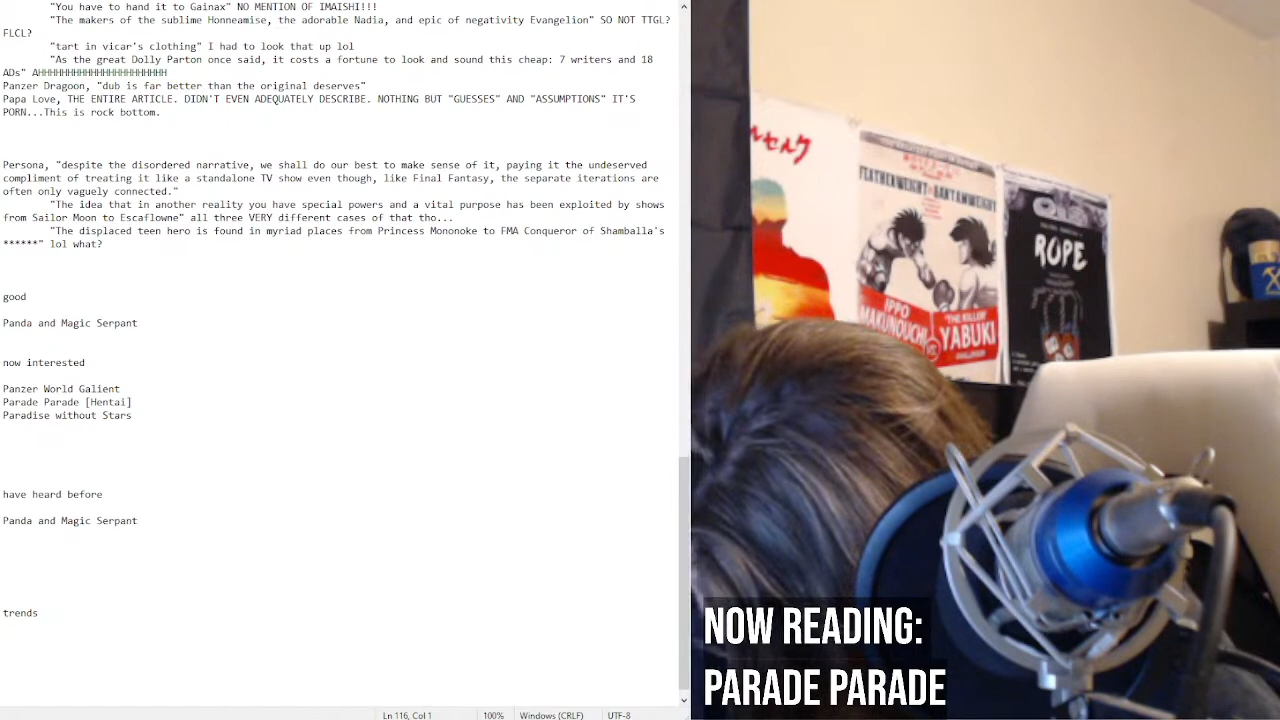 "You have to hand it to Gainax" NO MENTION OF IMAISHI!!!
"The makers of the sublime Honneamise, the adorable Nadia, and epic of negativity Evangelion" SO NOT TTGL?
FLCL?
"tart in vicar's clothing" I had to look that up lol
"As the great Dolly Parton once said, it costs a fortune to look and sound this cheap: 7 writers and 18
ADs" AHHHHHHHHHHHHHHHHHHHHHH
Panzer Dragoon, "dub is far better than the original deserves"
Papa Love, THE ENTIRE ARTICLE. DIDN'T EVEN ADEQUATELY DESCRIBE. NOTHING BUT "GUESSES" AND "ASSUMPTIONS" IT'S
PORN...This is rock bottom.
Persona, "despite the disordered narrative, we shall do our best to make sense of it, paying it the undeserved
compliment of treating it like a standalone TV show even though, like Final Fantasy, the separate iterations are
often only vaguely connected."
"The idea that in another reality you have special powers and a vital purpose has been exploited by shows
from Sailor Moon to Escaflowne" all three VERY different cases of that tho...
"The displaced teen hero is found in myriad places from Princess Mononoke to FMA Conqueror of Shamballa's
******" lol what?
good
Panda and Magic Serpant
now interested
Panzer World Galient
Parade Parade [Hentai]
Paradise without Stars
have heard before
Panda and Magic Serpant
trends
Ln 116, Col 1 100% Windows (CRLF) UTF-8
ルセルク
FEATHERWEIGHT BANTAMWEIGHT
IPPO
MAKUNOUCHI
VS
"THE KILLER"
YABUKI
ROPE
NOW READING:
PARADE PARADE